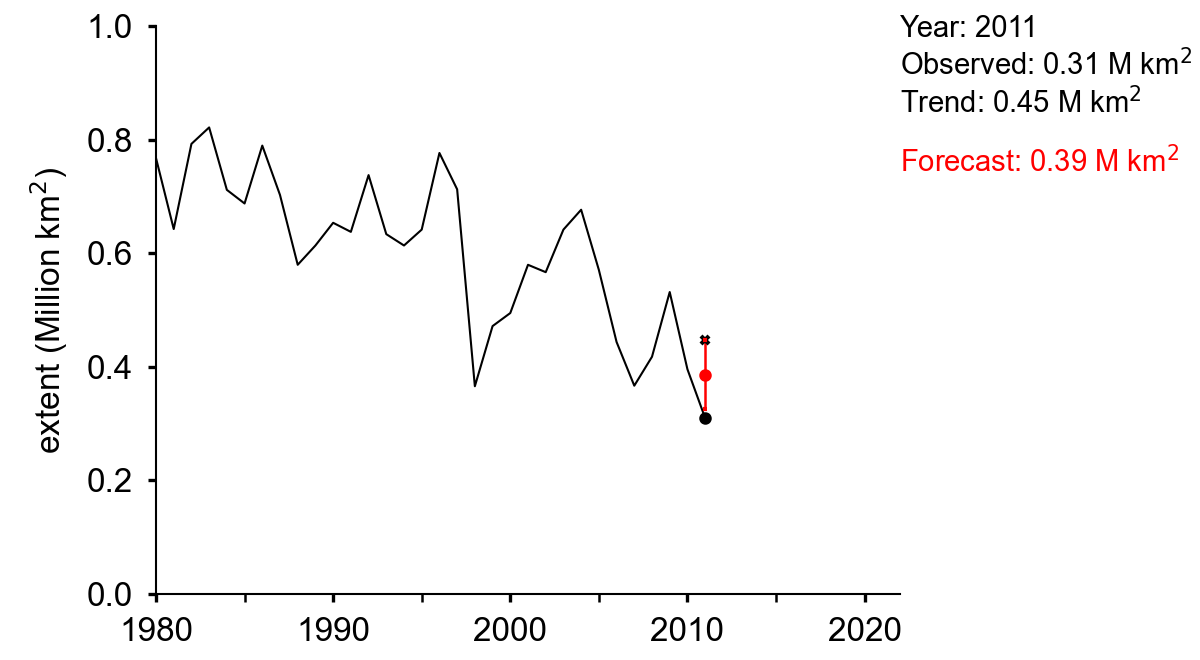 Year: 2011
Observed: 0.31 M km²
Trend: 0.45 M km²
Forecast: 0.39 M km²
extent (Million km²)
1.0
0.8
0.6
0.4
0.2
0.0
1980 1990 2000 2010 2020